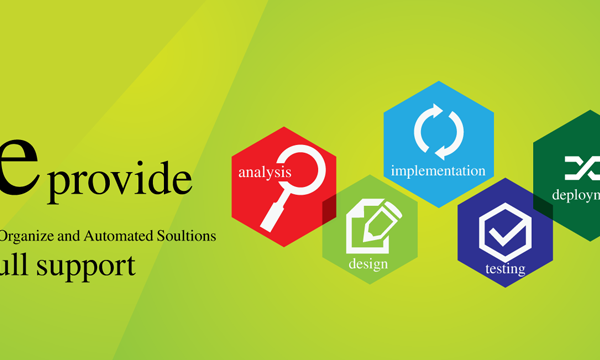 e provide
Organize and Automated Soultions
ull support
analysis
design
implementation
testing
deploym